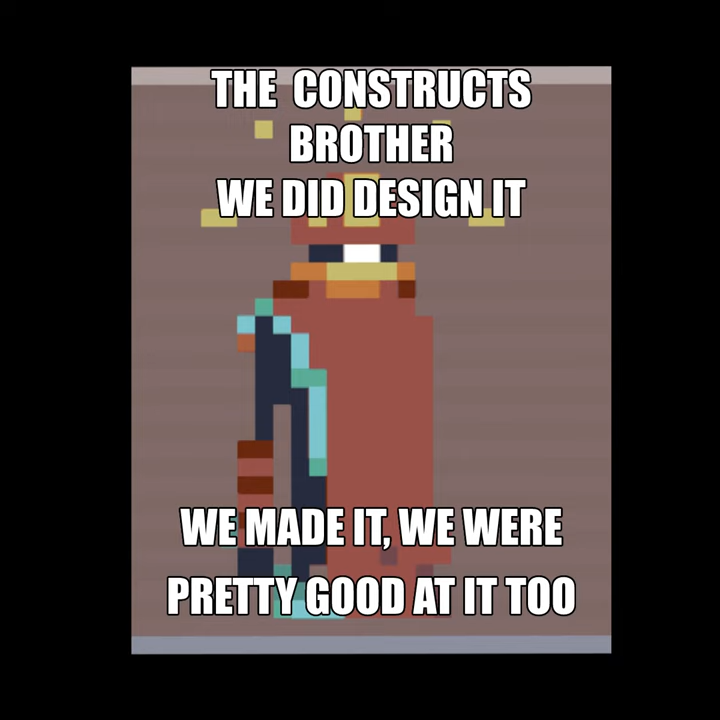 THE CONSTRUCTS
BROTHER
WE DID DESIGN IT
WE MADE IT, WE WERE
PRETTY GOOD AT IT TOO